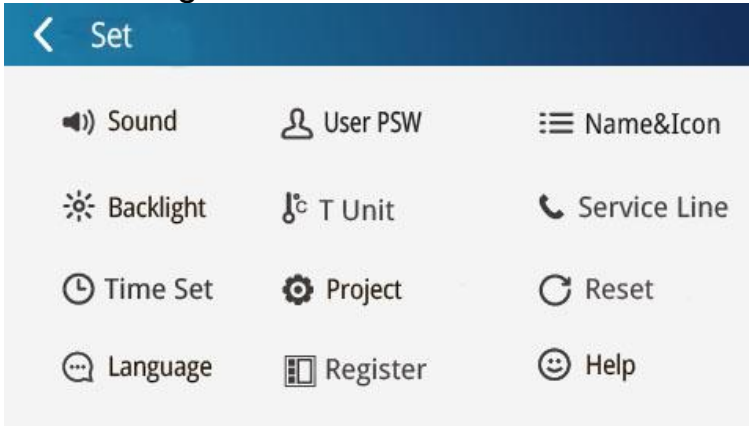 Set
Sound User PSW Name&Icon
Backlight °C T Unit Service Line
Time Set Project Reset
Language Register Help